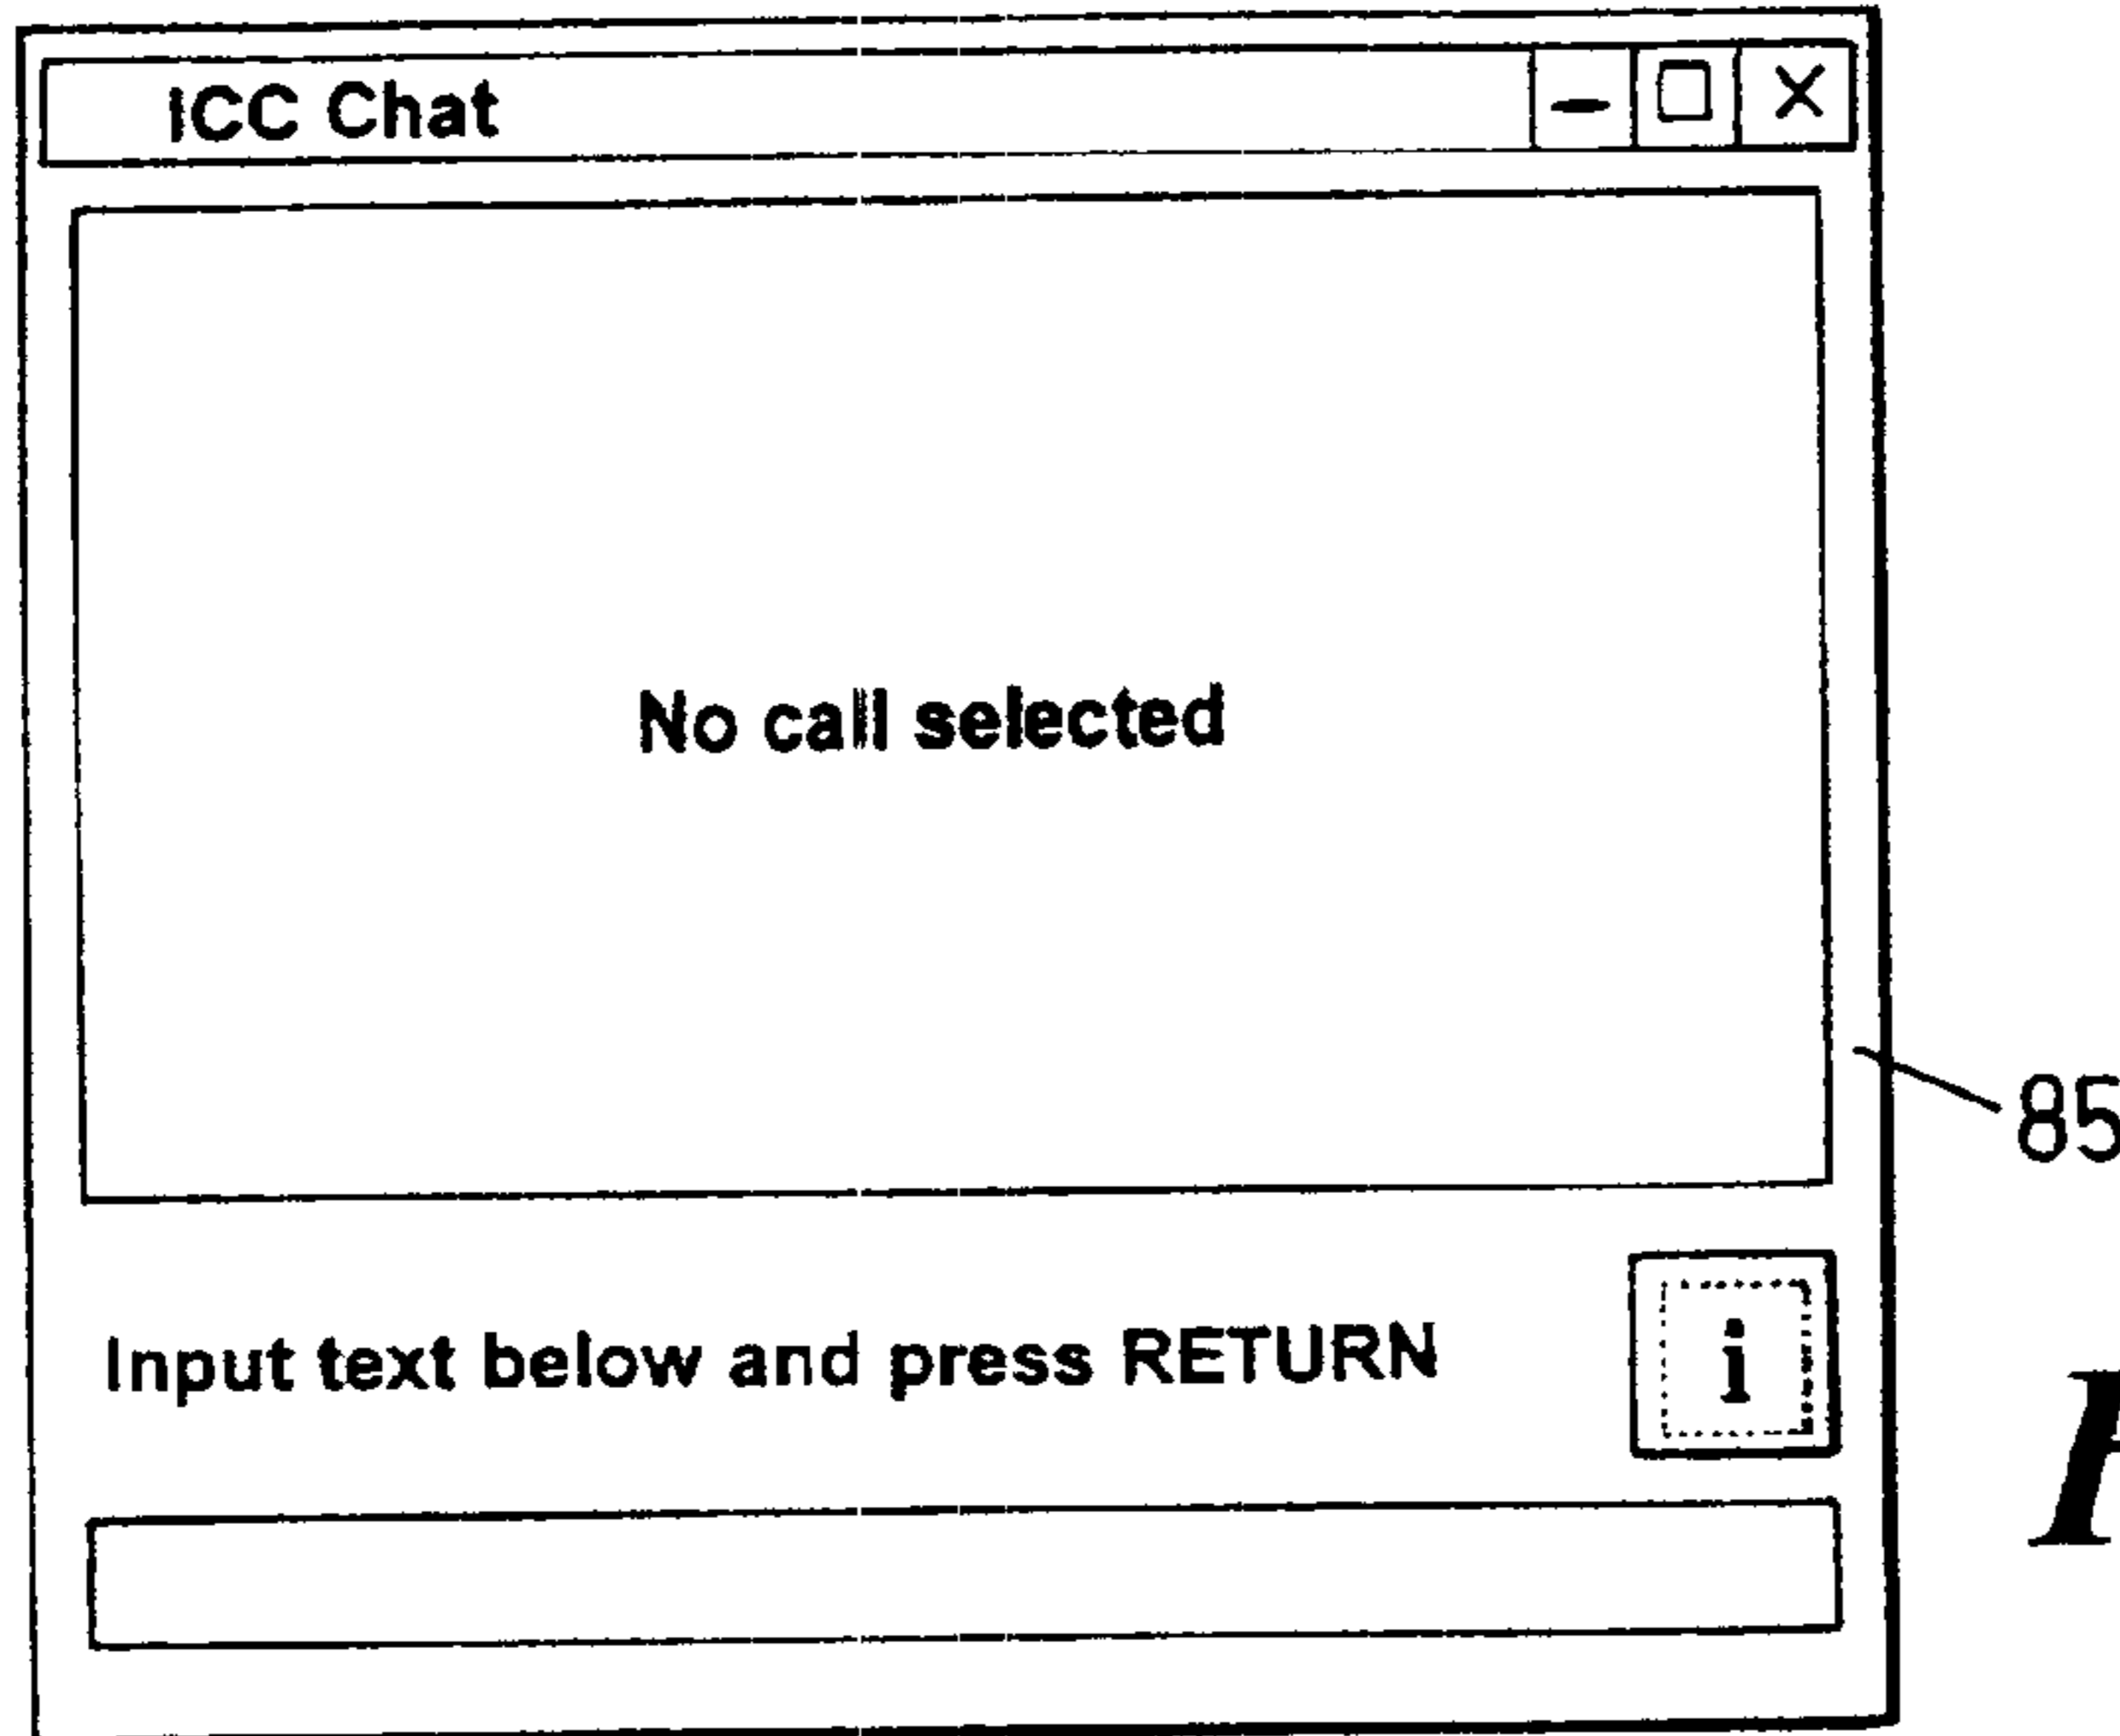 ICC Chat
No call selected
85
Input text below and press RETURN
i